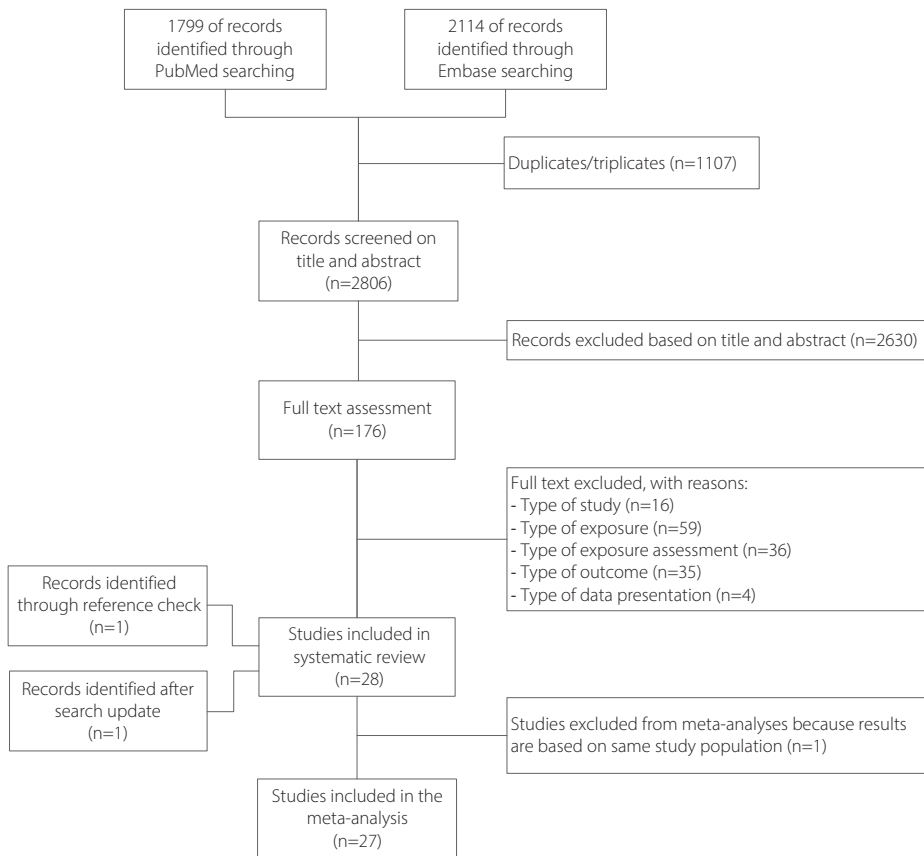 1799 of records
identified through
PubMed searching
2114 of records
identified through
Embase searching
Duplicates/triplicates (n=1107)
Records screened on
title and abstract
(n=2806)
Records excluded based on title and abstract (n=2630)
Full text assessment
(n=176)
Full text excluded, with reasons:
- Type of study (n=16)
- Type of exposure (n=59)
- Type of exposure assessment (n=36)
- Type of outcome (n=35)
- Type of data presentation (n=4)
Records identified
through reference check
(n=1)
Studies included in
systematic review
(n=28)
Records identified after
search update
(n=1)
Studies excluded from meta-analyses because results
are based on same study population (n=1)
Studies included in the
meta-analysis
(n=27)